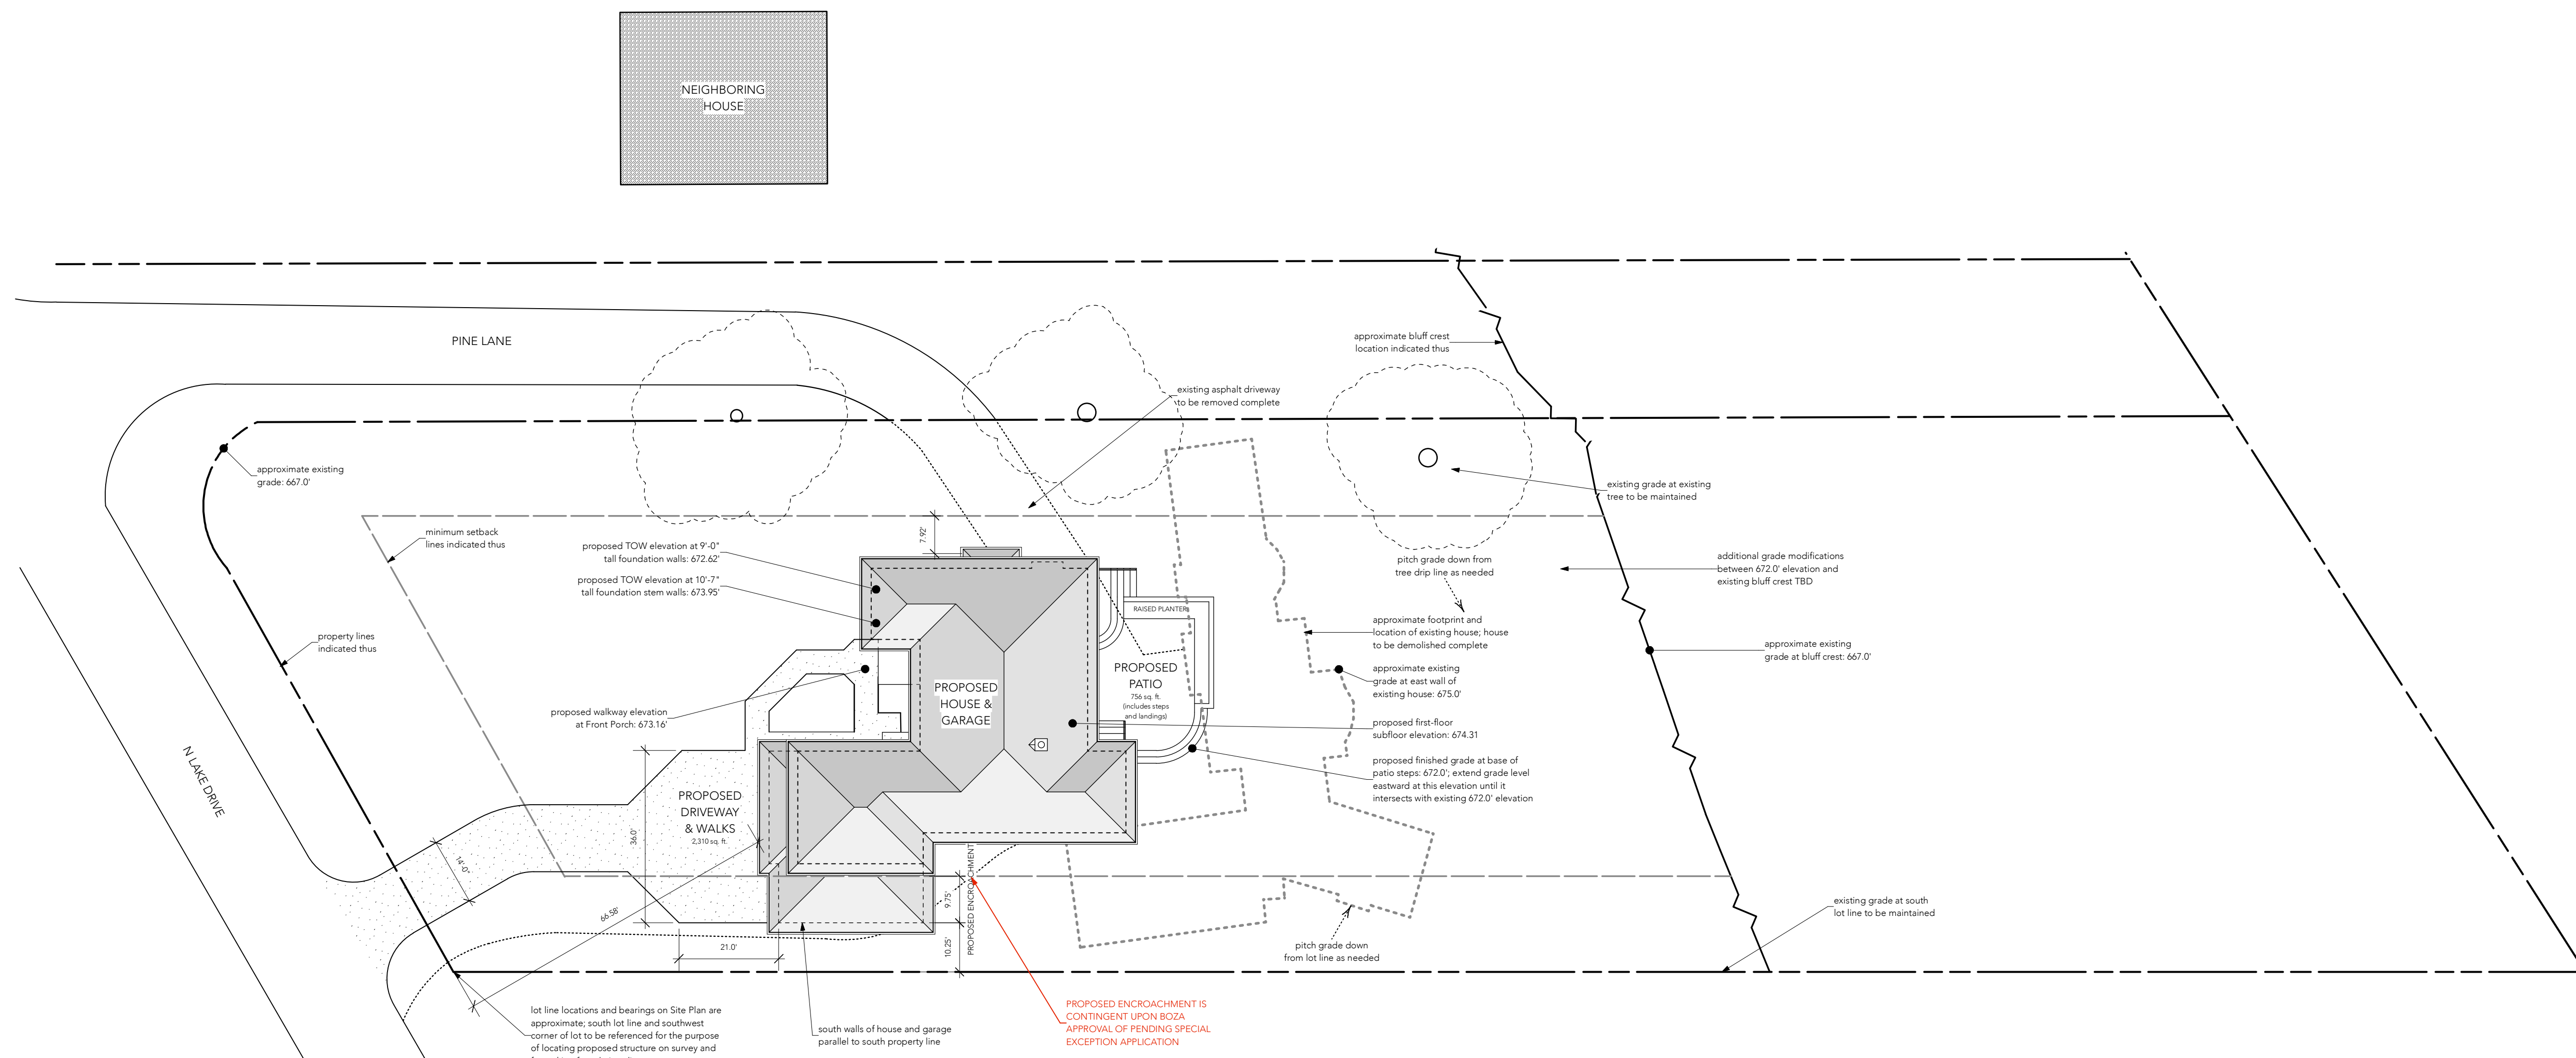 NEIGHBORING
HOUSE
PINE LANE
approximate bluff crest
location indicated thus
existing asphalt driveway
to be removed complete
approximate existing
grade: 667.0'
existing grade at existing
tree to be maintained
minimum setback
lines indicated thus
7.92'
proposed TOW elevation at 9'-0"
tall foundation walls: 672.62'
proposed TOW elevation at 10'-7"
tall foundation stem walls: 673.95'
pitch grade down from
tree drip line as needed
additional grade modifications
between 672.0' elevation and
existing bluff crest TBD
RAISED PLANTER
approximate footprint and
location of existing house; house
to be demolished complete
property lines
indicated thus
approximate existing
grade at bluff crest: 667.0'
PROPOSED
PATIO
756 sq. ft.
(includes steps
and landings)
approximate existing
grade at east wall of
existing house: 675.0'
PROPOSED
HOUSE &
GARAGE
proposed walkway elevation
at Front Porch: 673.16'
proposed first-floor
subfloor elevation: 674.31
N LAKE DRIVE
proposed finished grade at base of
patio steps: 672.0'; extend grade level
eastward at this elevation until it
intersects with existing 672.0' elevation
PROPOSED
DRIVEWAY
& WALKS
2,310 sq. ft.
36.0'
14'-0"
66.58'
9.75'
PROPOSED ENCROACHMENT
10.25'
21.0'
existing grade at south
lot line to be maintained
pitch grade down
from lot line as needed
PROPOSED ENCROACHMENT IS
CONTINGENT UPON BOZA
APPROVAL OF PENDING SPECIAL
EXCEPTION APPLICATION
lot line locations and bearings on Site Plan are
approximate; south lot line and southwest
corner of lot to be referenced for the purpose
of locating proposed structure on survey and
south walls of house and garage
parallel to south property line